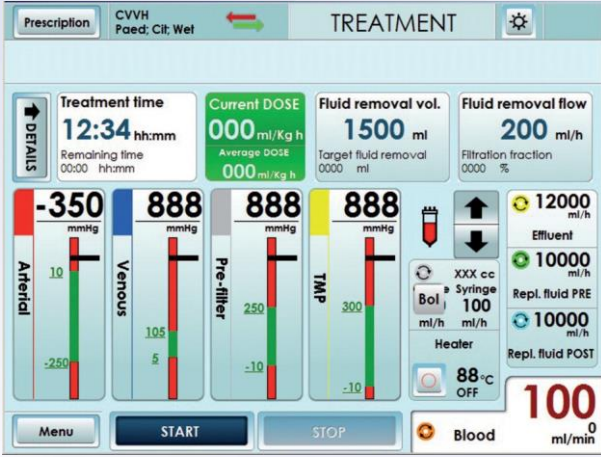 Prescription
CVVH
Paed; Cit; Wet
TREATMENT
DETAILS
Treatment time
12:34 hh:mm
Remaining time
00:00 hh:mm
Current DOSE
000 ml/Kg h
Average DOSE
000 ml/Kg h
Fluid removal vol.
1500 ml
Target fluid removal
0000 ml
Fluid removal flow
200 ml/h
Filtration fraction
0000 %
-350
mmHg
Arterial
10
-250
888
mmHg
Venous
105
5
888
mmHg
Pre-filter
250
-10
888
mmHg
TMP
300
-10
XXX cc
Syringe
Bol
100
ml/h
ml/h
Heater
88°C
OFF
12000
ml/h
Effluent
10000
ml/h
Repl. fluid PRE
10000
ml/h
Repl. fluid POST
Menu
START
STOP
Blood
100
0
ml/min